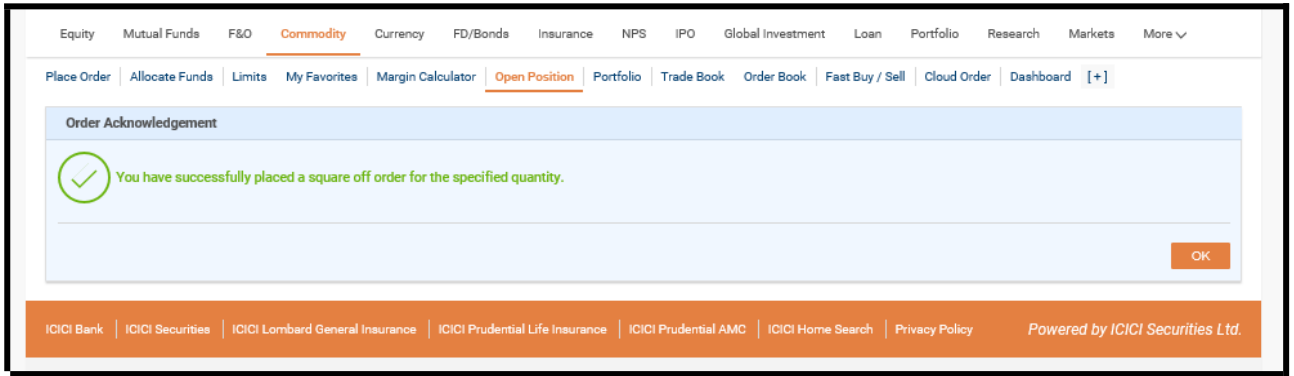 Equity Mutual Funds F&O Commodity Currency FD/Bonds Insurance NPS IPO Global Investment Loan Portfolio Research Markets More
Place Order Allocate Funds Limits My Favorites Margin Calculator Open Position Portfolio Trade Book Order Book Fast Buy / Sell Cloud Order Dashboard [+]
Order Acknowledgement
You have successfully placed a square off order for the specified quantity.
OK
ICICI Bank ICICI Securities ICICI Lombard General Insurance ICICI Prudential Life Insurance ICICI Prudential AMC ICICI Home Search Privacy Policy Powered by ICICI Securities Ltd.